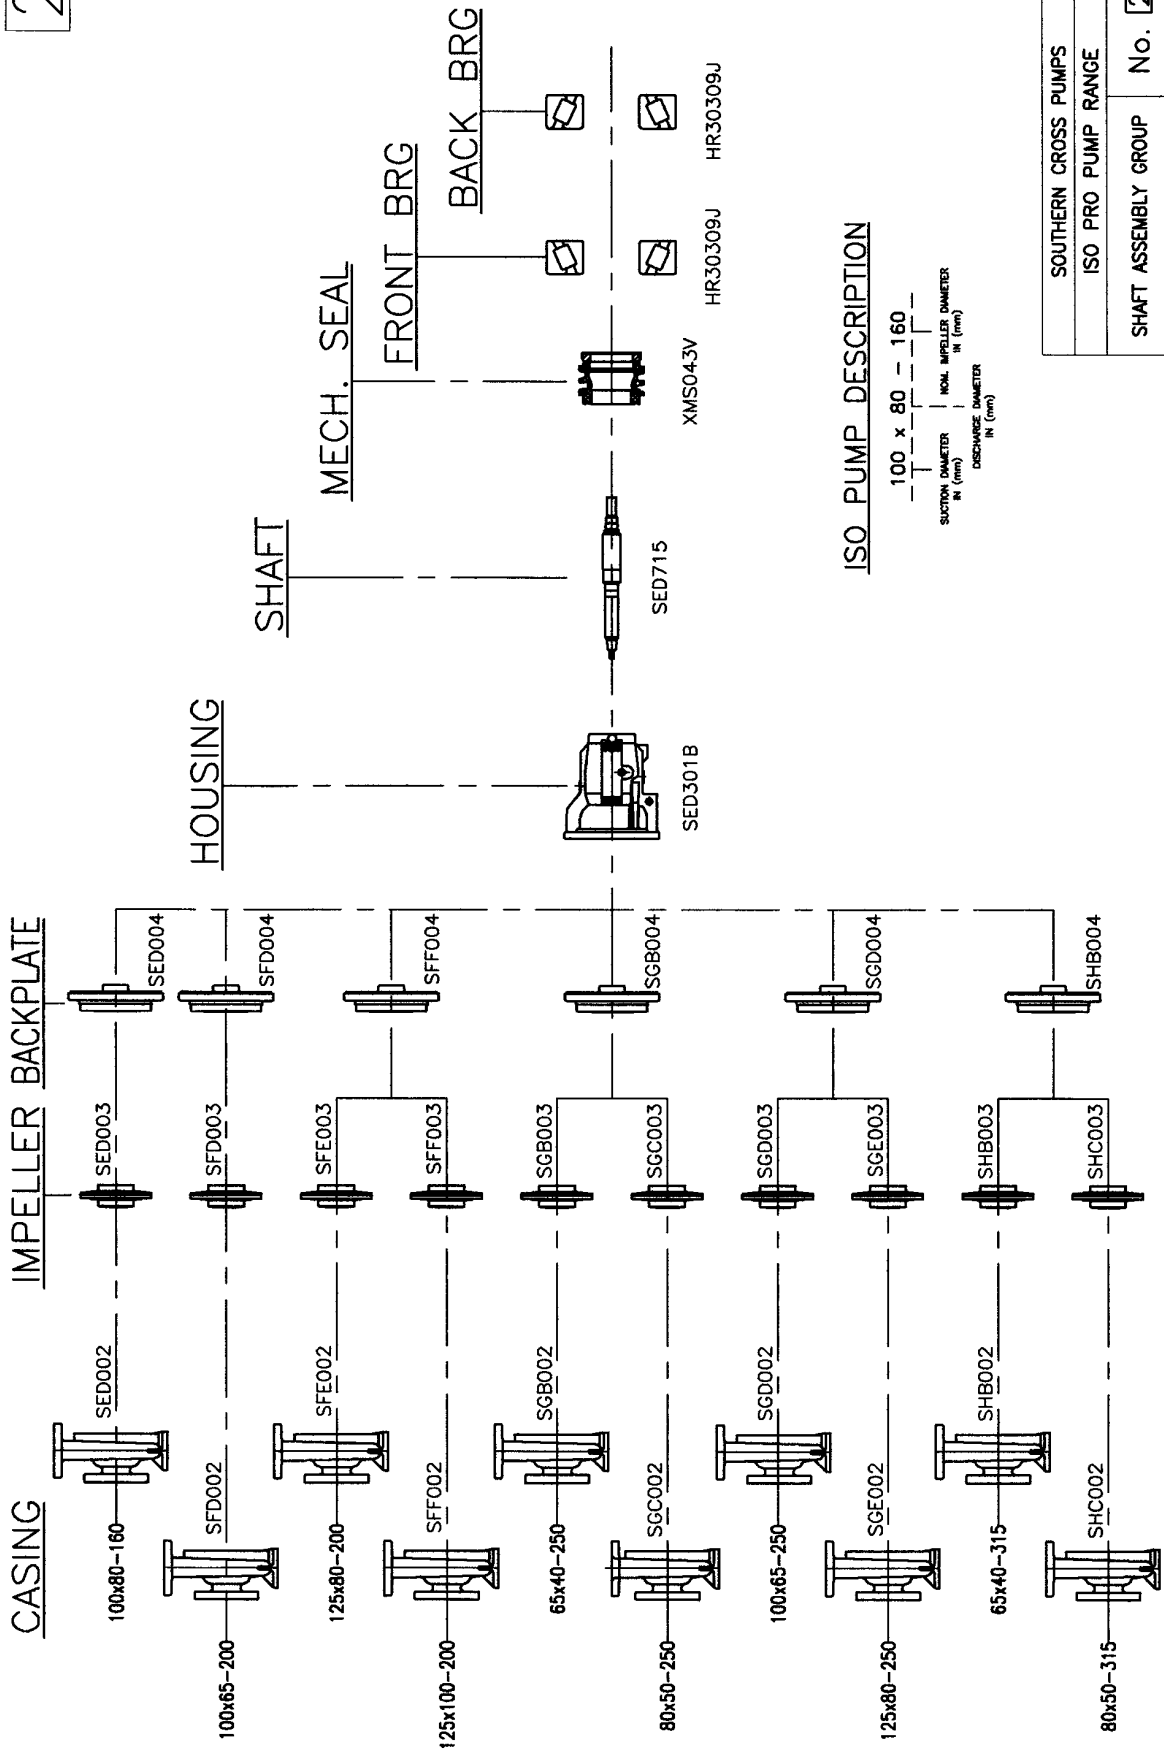 2
CASING
IMPELLER
BACKPLATE
HOUSING
SHAFT
MECH. SEAL
FRONT BRG
BACK BRG
100x80-160
SED002
SED003
SED004
100x65-200
SFD002
SFD003
SFD004
125x80-200
SFE002
SFE003
SFF004
125x100-200
SFF002
SFF003
65x40-250
SGB002
SGB003
SGB004
80x50-250
SGC002
SGC003
100x65-250
SGD002
SGD003
SGD004
125x80-250
SGE002
SGE003
65x40-315
SHB002
SHB003
SHB004
80x50-315
SHC002
SHC003
SED301B
SED715
XMS043V
HR30309J
HR30309J
ISO PUMP DESCRIPTION
100 x 80 - 160
SUCTION DIAMETER
IN (mm)
NOM. IMPELLER DIAMETER
IN (mm)
DISCHARGE DIAMETER
IN (mm)
SOUTHERN CROSS PUMPS
ISO PRO PUMP RANGE
SHAFT ASSEMBLY GROUP
No. 2